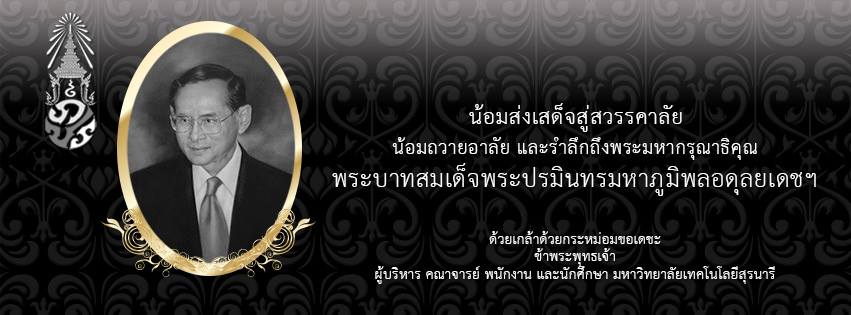 น้อมส่งเสด็จสู่สวรรคาลัย
น้อมถวายอาลัย และรำลึกถึงพระมหากรุณาธิคุณ
พระบาทสมเด็จพระปรมินทรมหาภูมิพลอดุลยเดชฯ
ด้วยเกล้าด้วยกระหม่อมขอเดชะ
ข้าพระพุทธเจ้า
ผู้บริหาร คณาจารย์ พนักงาน และนักศึกษา มหาวิทยาลัยเทคโนโลยีสุรนารี